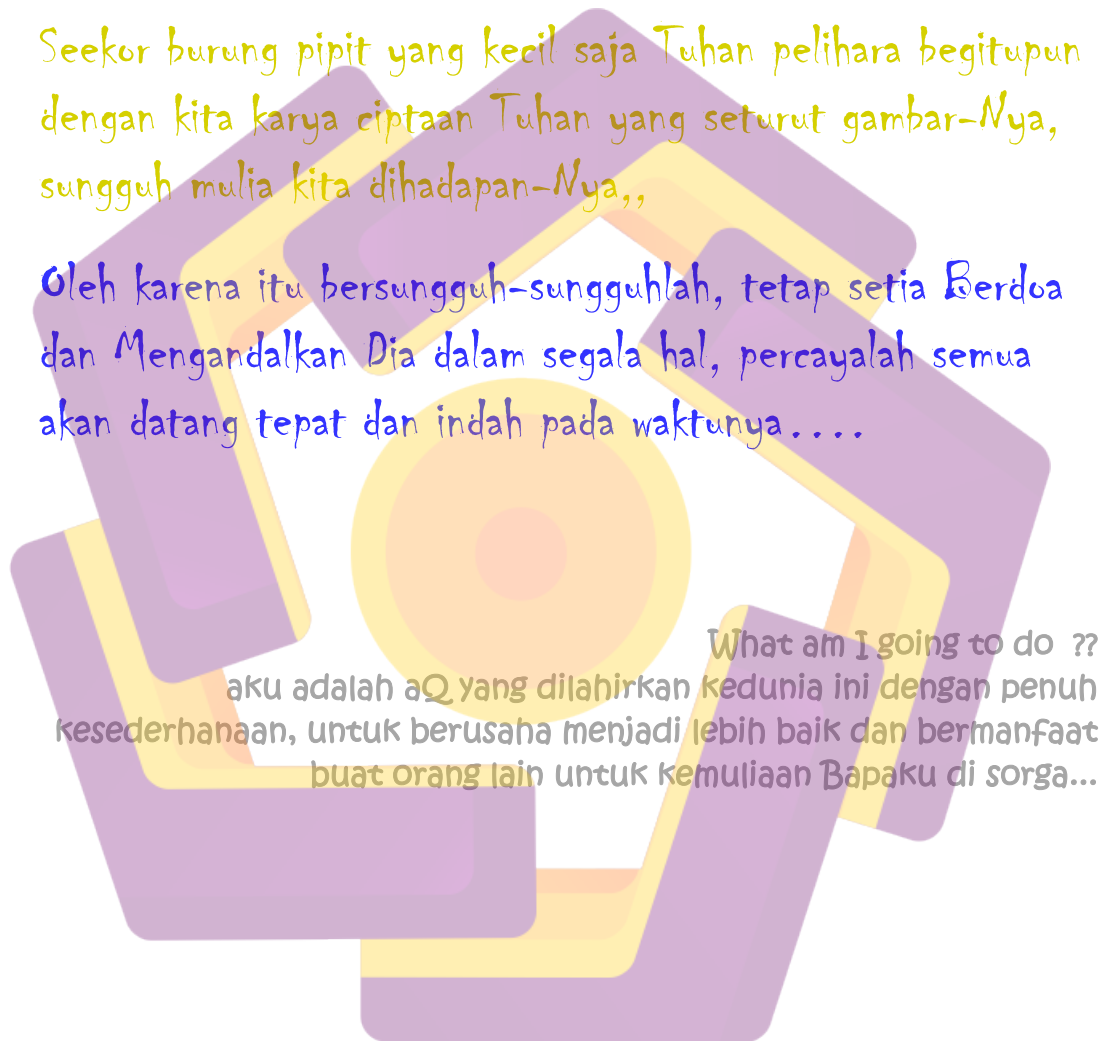 Seekor burung pipit yang kecil saja Tuhan pelihara begitupun
dengan kita karya ciptaan Tuhan yang seturut gambar-Nya,
sungguh mulia kita dihadapan-Nya,,
Oleh karena itu bersungguh-sungguhlah, tetap setia Berdoa
dan Mengandalkan Dia dalam segala hal, percayalah semua
akan datang tepat dan indah pada waktunya....
What am I going to do ??
aku adalah aQ yang dilahirkan kedunia ini dengan penuh
kesederhanaan, untuk berusaha menjadi lebih baik dan bermanfaat
buat orang lain untuk kemuliaan Bapaku di sorga...